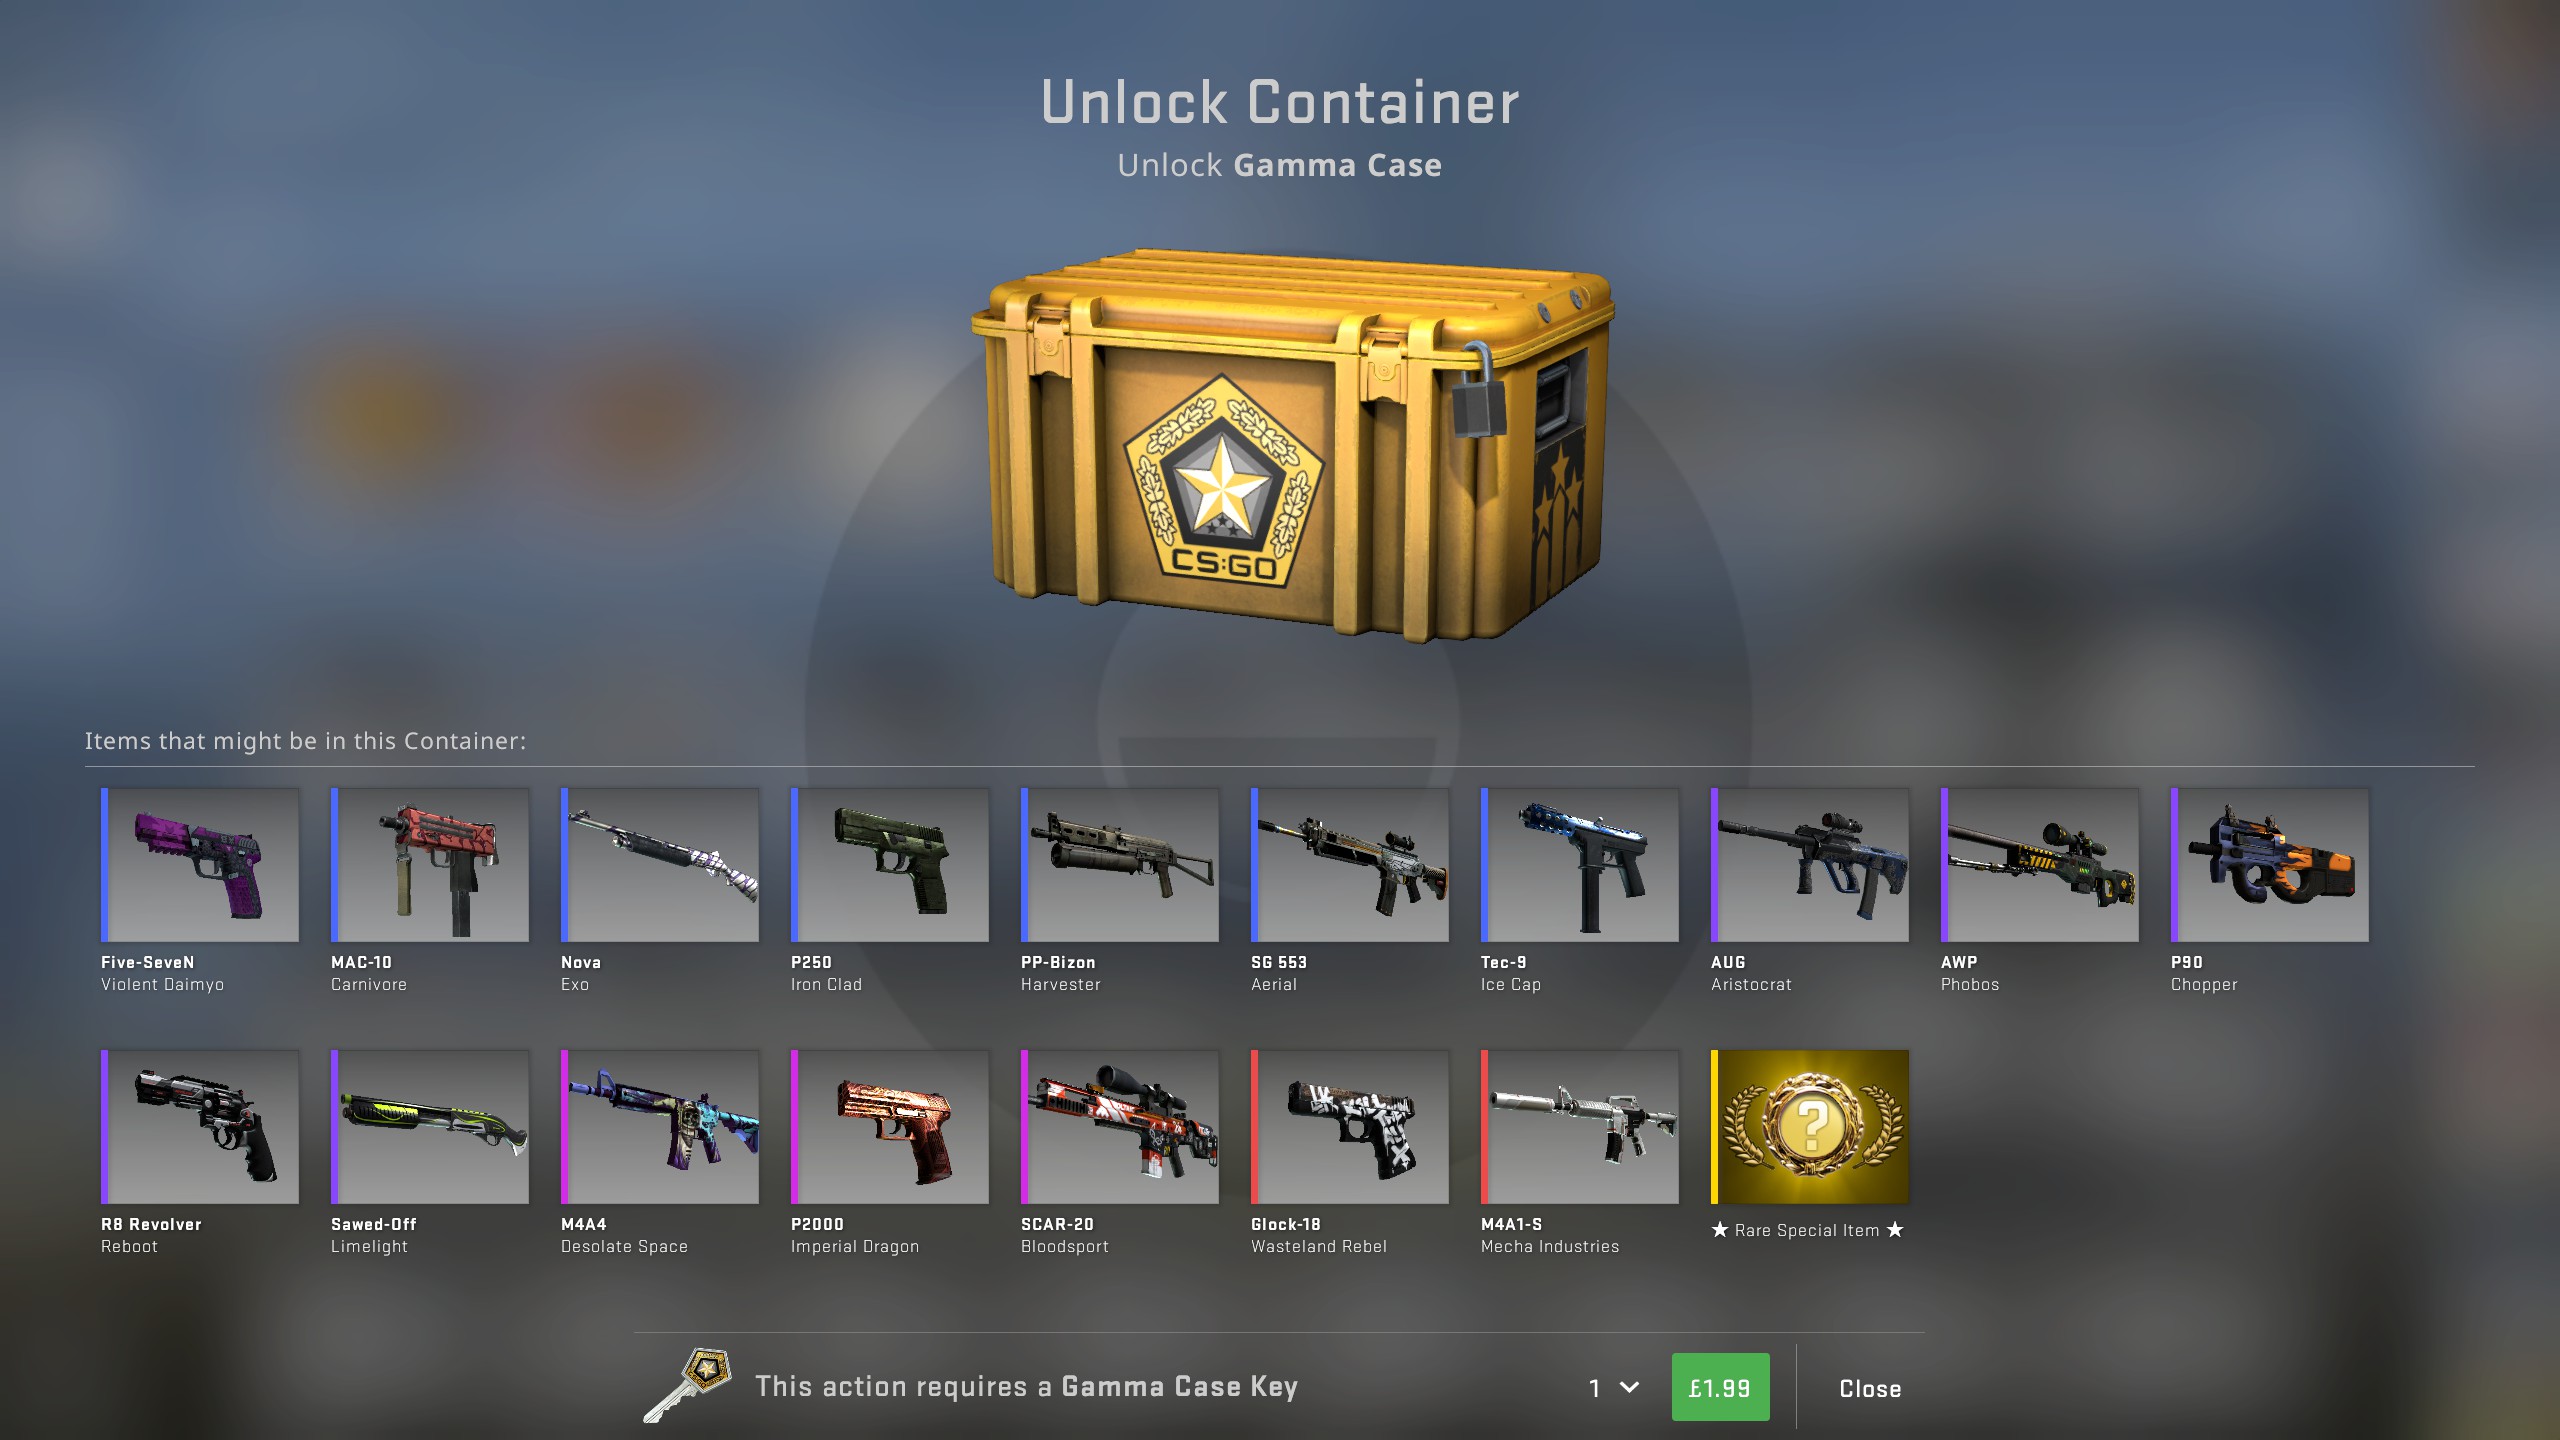 Unlock Container
Unlock Gamma Case
CS:GO
Items that might be in this Container:
Five-SeveN
Violent Daimyo
MAC-10
Carnivore
Nova
Exo
P250
Iron Clad
PP-Bizon
Harvester
SG 553
Aerial
Tec-9
Ice Cap
AUG
Aristocrat
AWP
Phobos
P90
Chopper
R8 Revolver
Reboot
Sawed-Off
Limelight
M4A4
Desolate Space
P2000
Imperial Dragon
SCAR-20
Bloodsport
Glock-18
Wasteland Rebel
M4A1-S
Mecha Industries
?
★ Rare Special Item ★
This action requires a Gamma Case Key
1
£1.99
Close